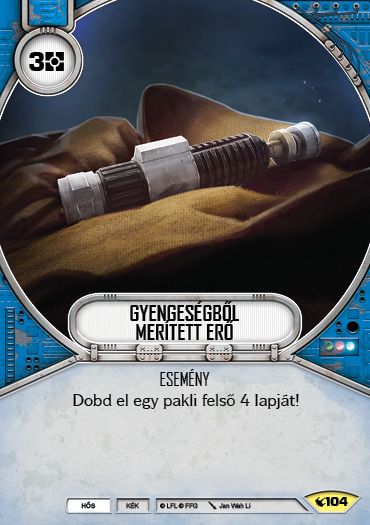 3
GYENGESÉGBŐL
MERÍTETT ERŐ
ESEMÉNY
Dobd el egy pakli felső 4 lapját!
HŐS
KÉK
© LFL © FFG
Jan Wah Li
104